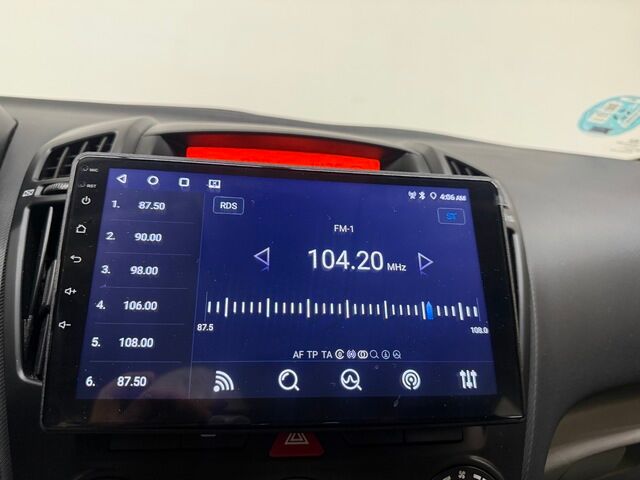 MIC
RST
4:06 AM
RDS
ST
FM-1
104.20 MHz
1. 87.50
2. 90.00
3. 98.00
4. 106.00
5. 108.00
6. 87.50
87.5
108.0
AF TP TA